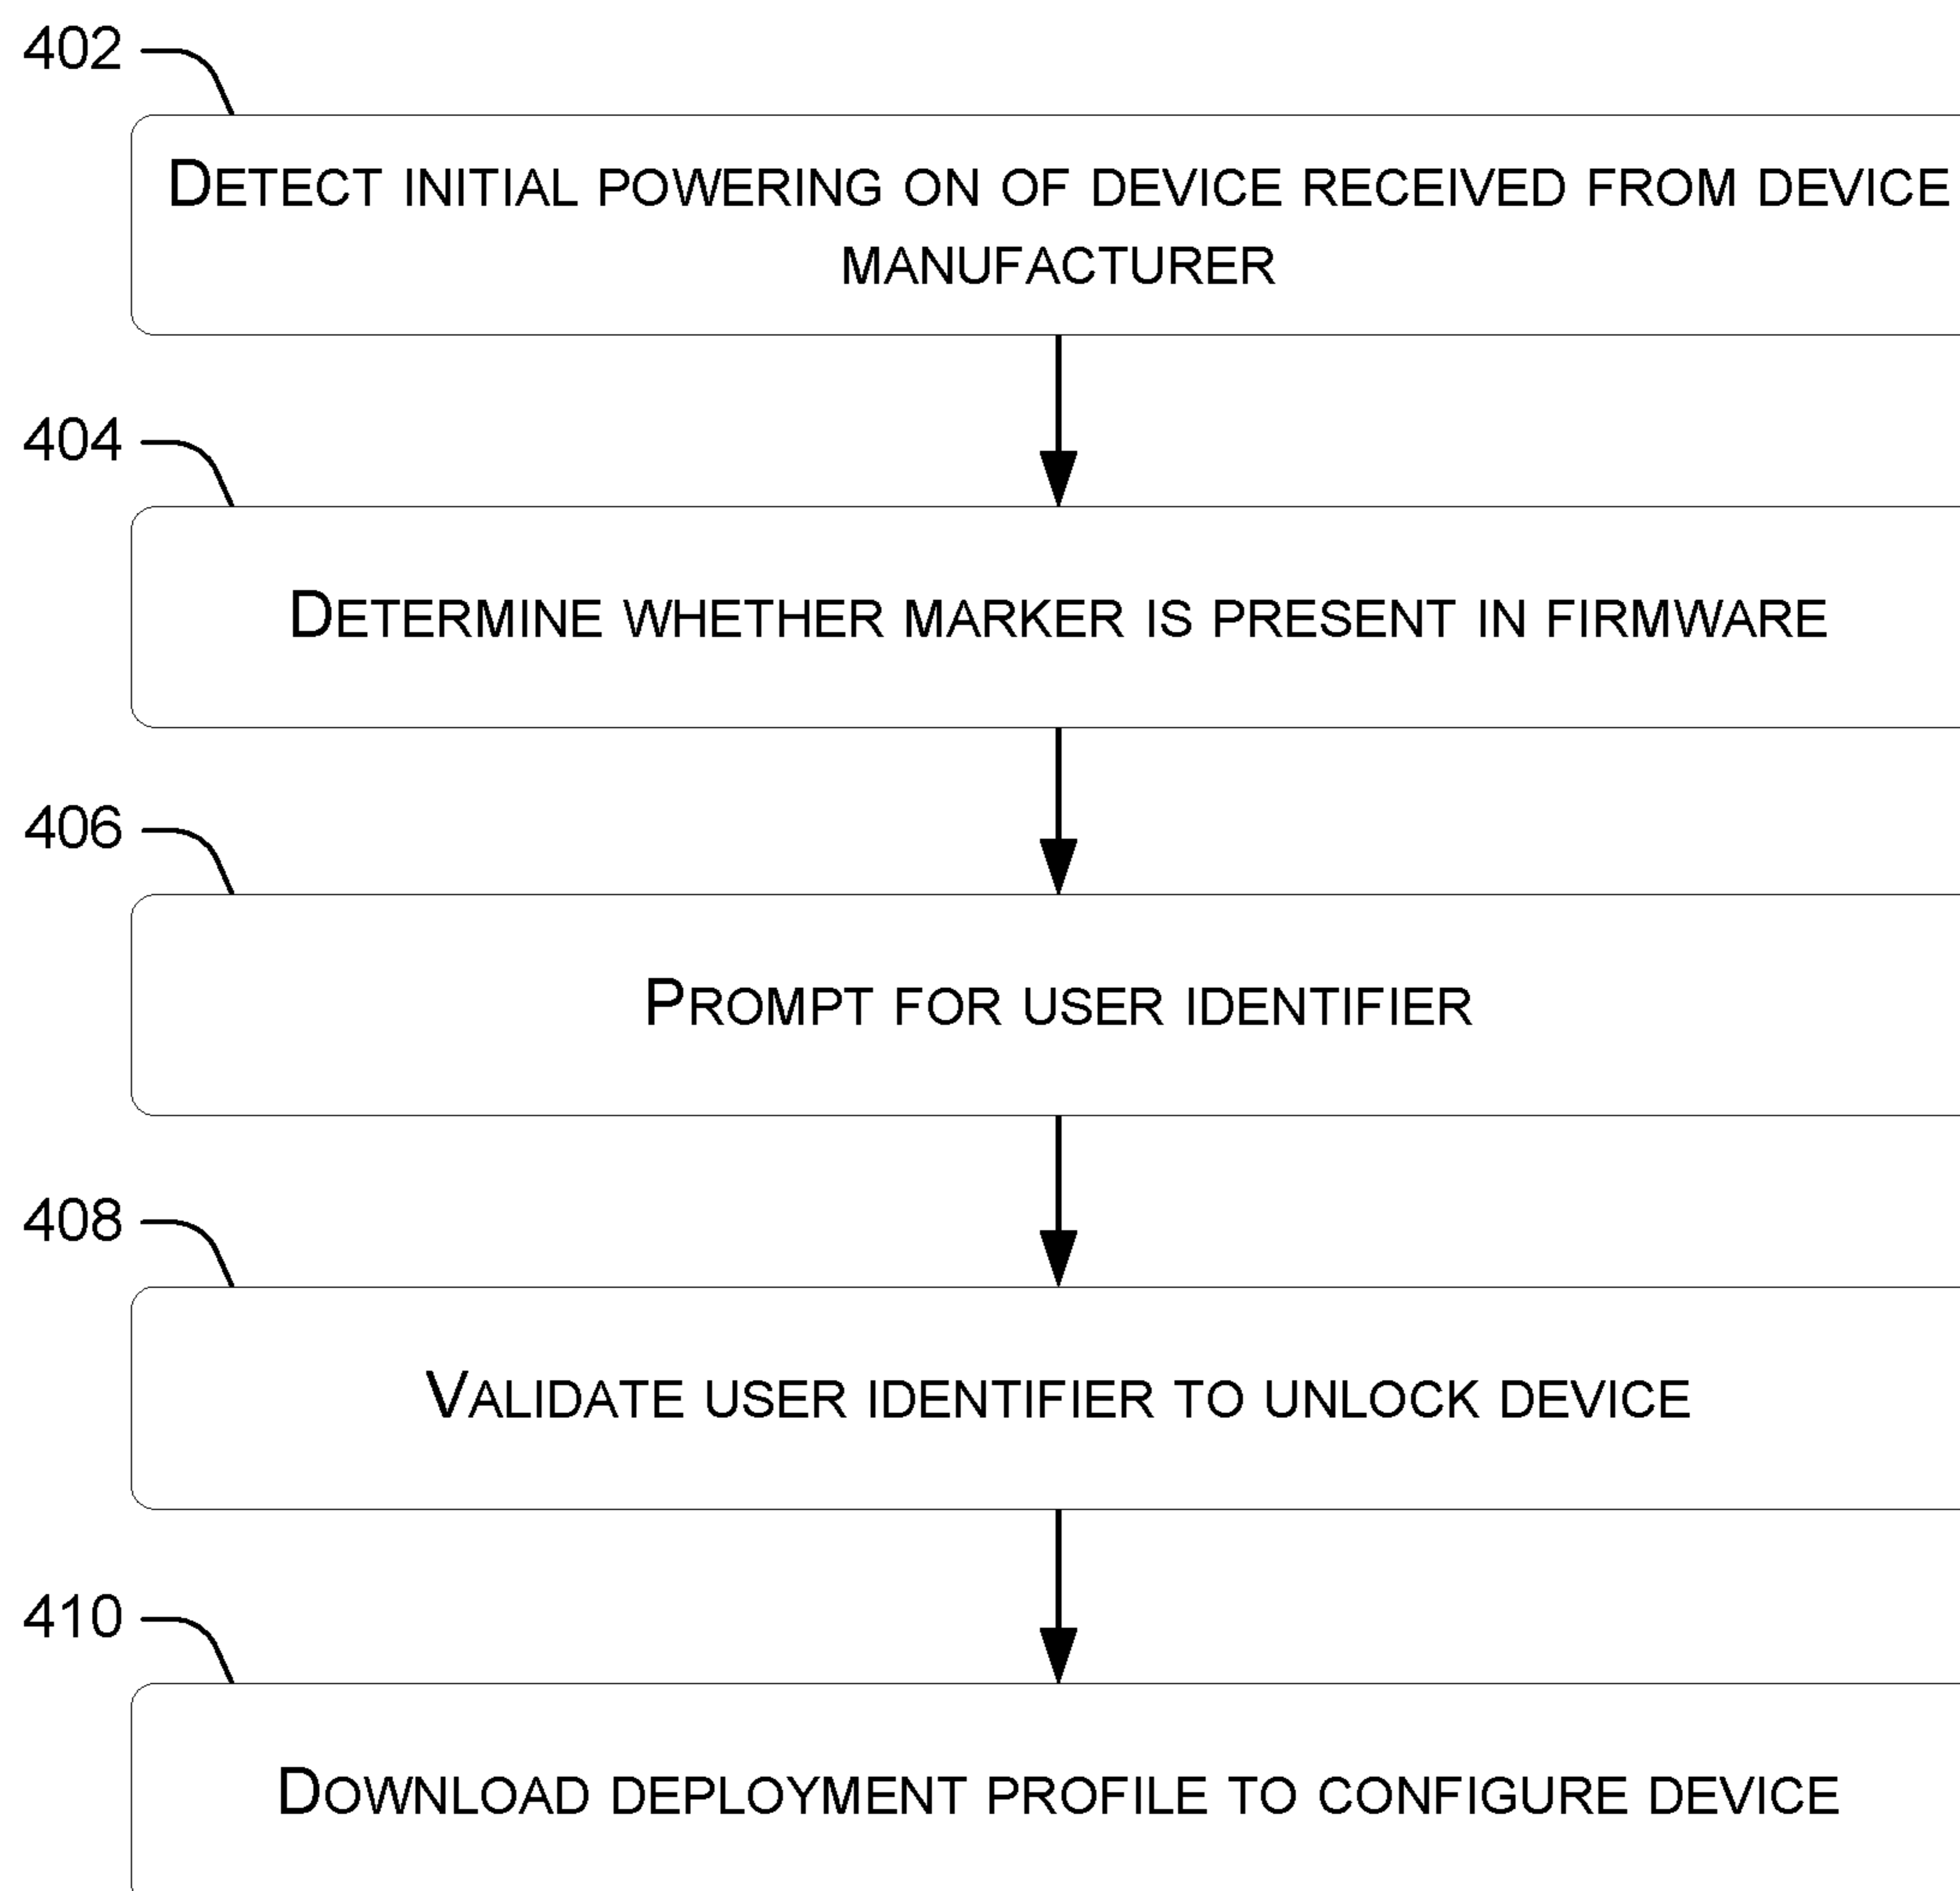 402
DETECT INITIAL POWERING ON OF DEVICE RECEIVED FROM DEVICE
MANUFACTURER
404
DETERMINE WHETHER MARKER IS PRESENT IN FIRMWARE
406
PROMPT FOR USER IDENTIFIER
408
VALIDATE USER IDENTIFIER TO UNLOCK DEVICE
410
DOWNLOAD DEPLOYMENT PROFILE TO CONFIGURE DEVICE